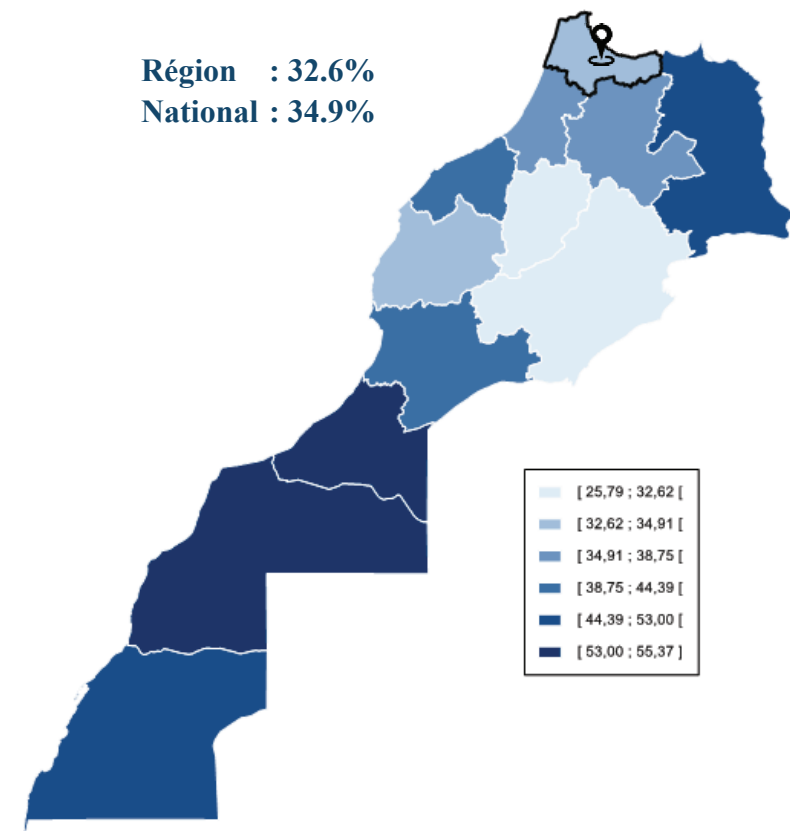 Région : 32.6%
National : 34.9%
[ 25,79 ; 32,62 [
[ 32,62 ; 34,91 [
[ 34,91 ; 38,75 [
[ 38,75 ; 44,39 [
[ 44,39 ; 53,00 [
[ 53,00 ; 55,37 ]